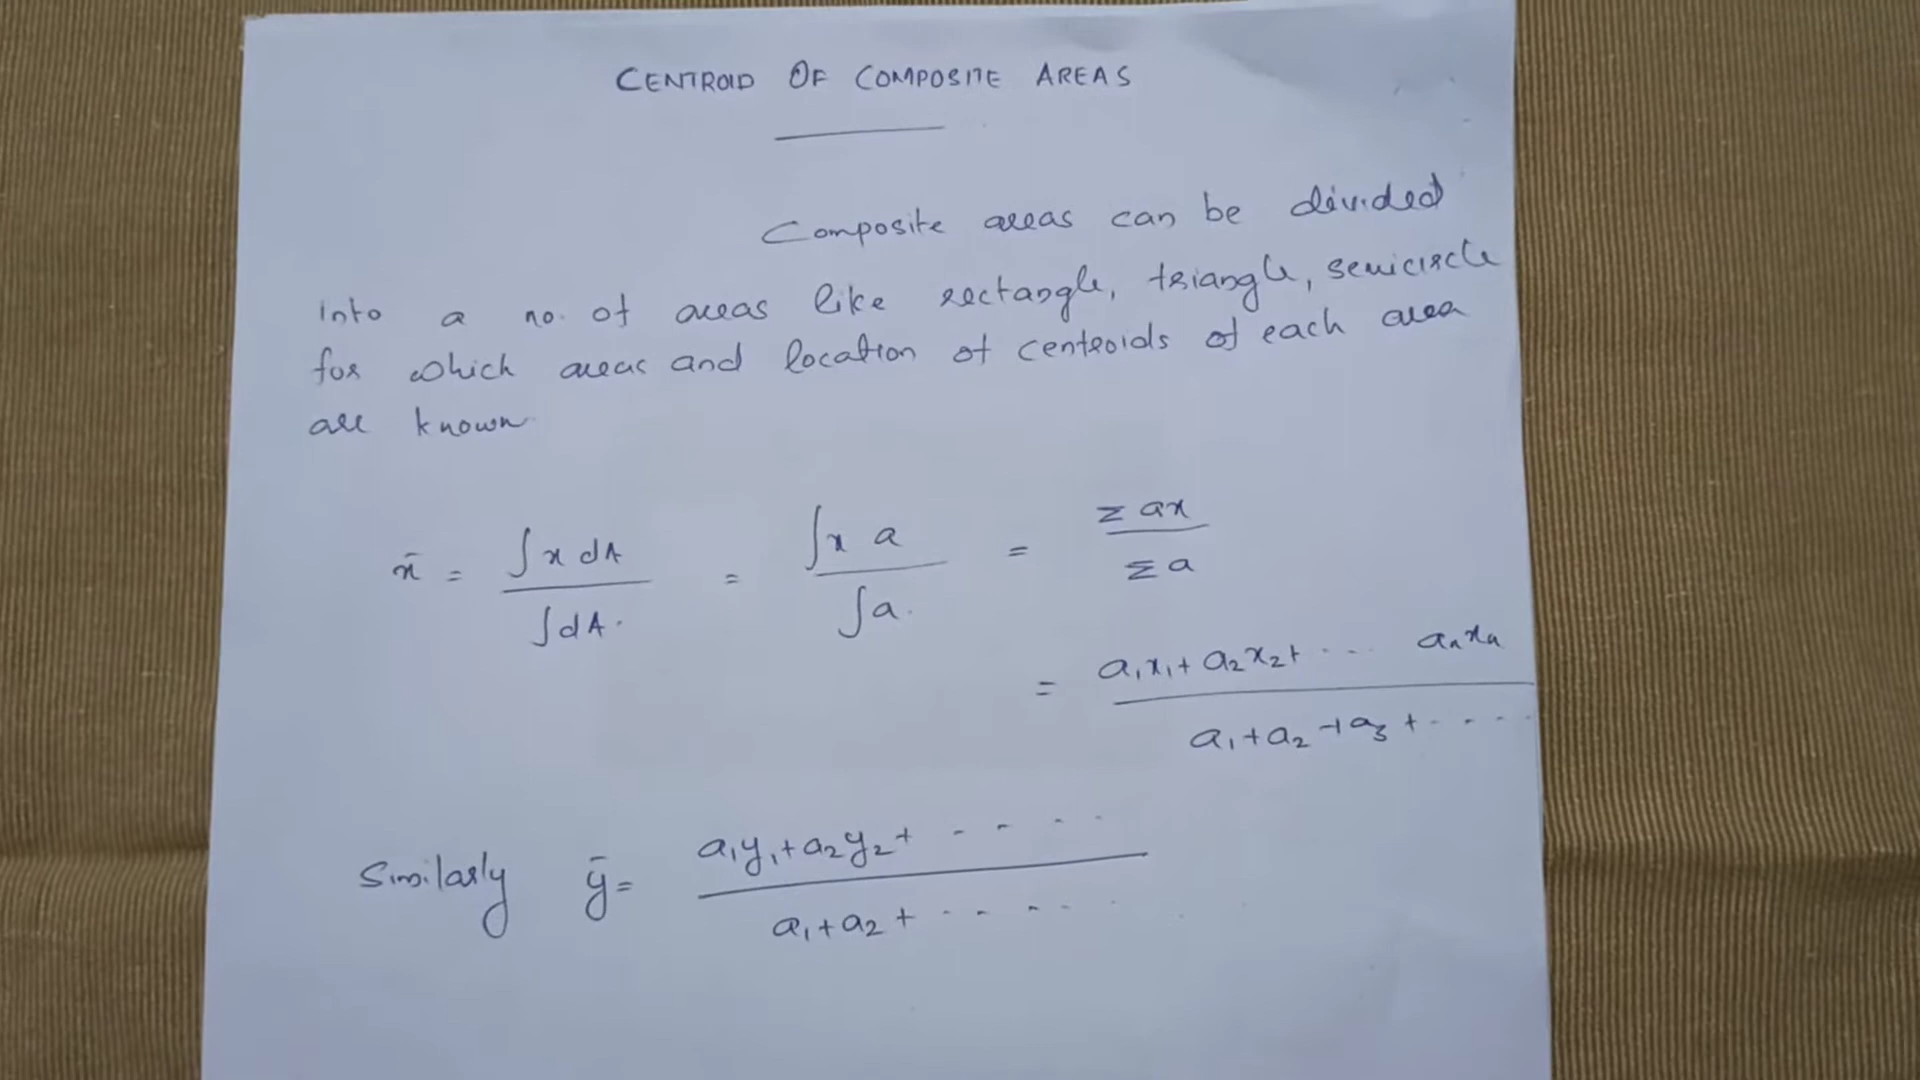 CENTROID OF COMPOSITE AREAS
Composite areas can be divided
into a no. of areas like rectangle, triangle, semicircle
for which areas and location of centroids of each area
are known
x̄ = ∫x dA / ∫dA. = ∫x a / ∫a. = Σ ax / Σ a
= a₁x₁ + a₂x₂ + ... aₙxₙ / a₁ + a₂ + a₃ + ....
Similarly ȳ = a₁y₁ + a₂y₂ + .... / a₁ + a₂ + ....